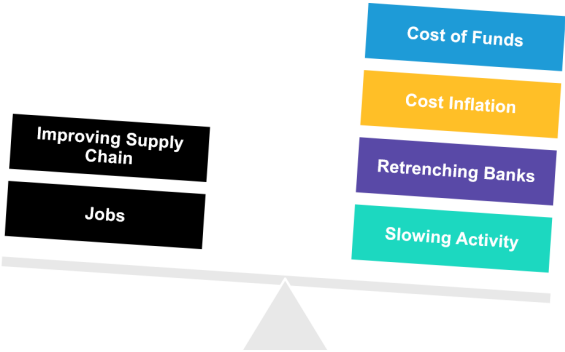 Improving Supply
Chain
Jobs
Cost of Funds
Cost Inflation
Retrenching Banks
Slowing Activity